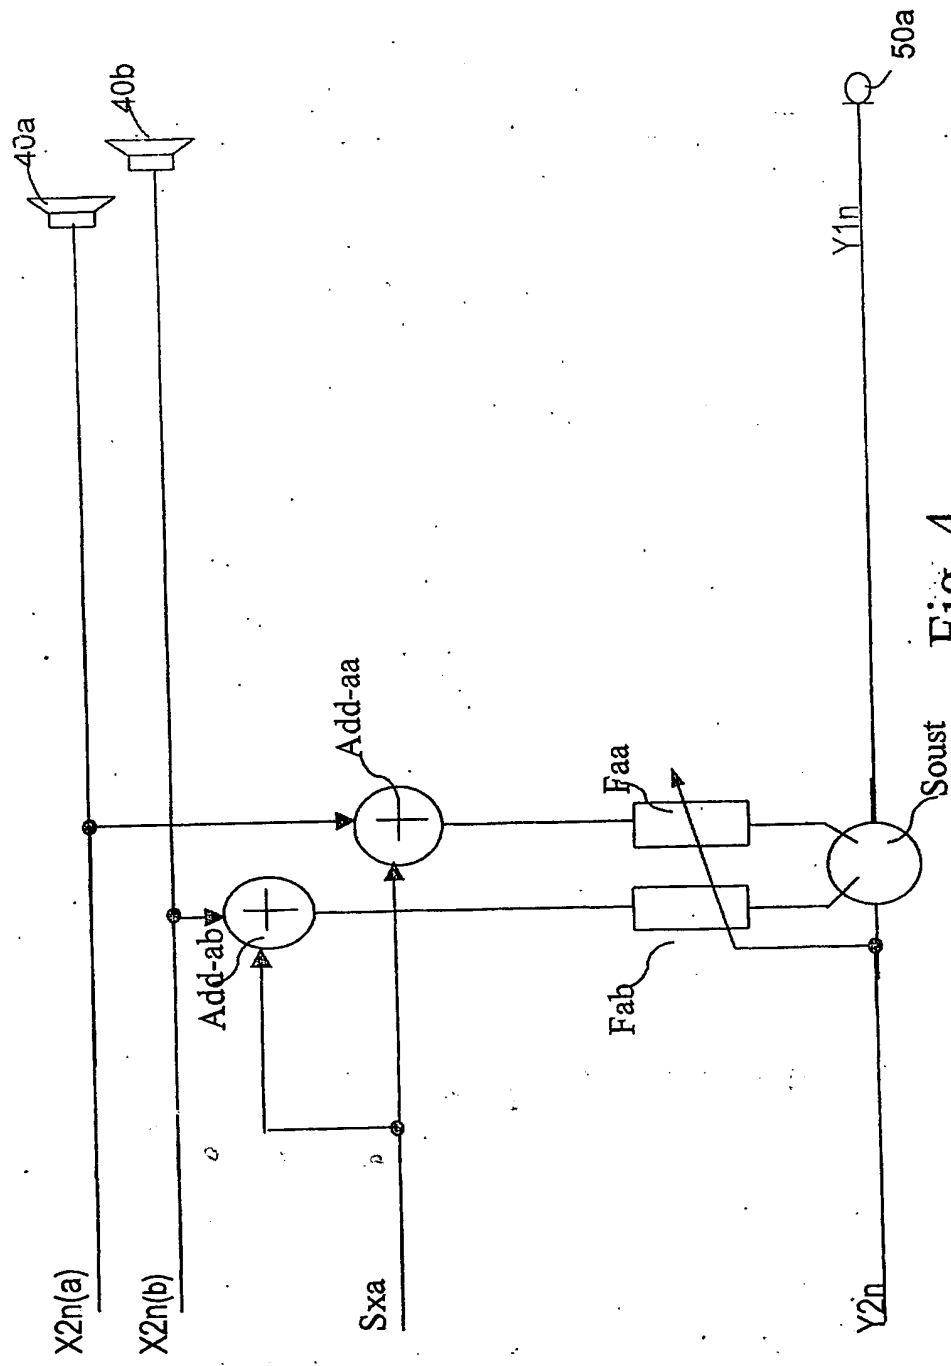 X2n(a)
40a
X2n(b)
40b
Add-ab
Add-aa
Sxa
Fab
Faa
Y2n
Y1n
50a
Soust
Fig. 4